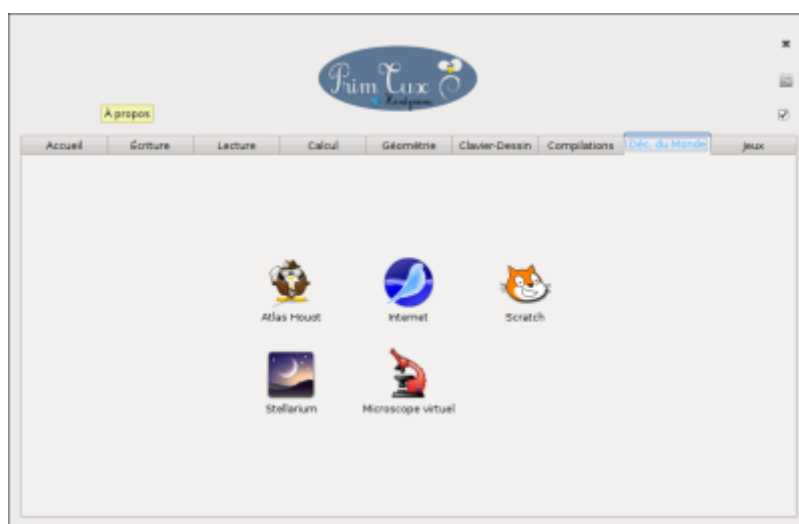 Prim Tux
À propos
Accueil Écriture Lecture Calcul Géométrie Clavier-Dessin Compilations Déc. du Monde Jeux
Atlas Houot Internet Scratch
Stellarium Microscope virtuel